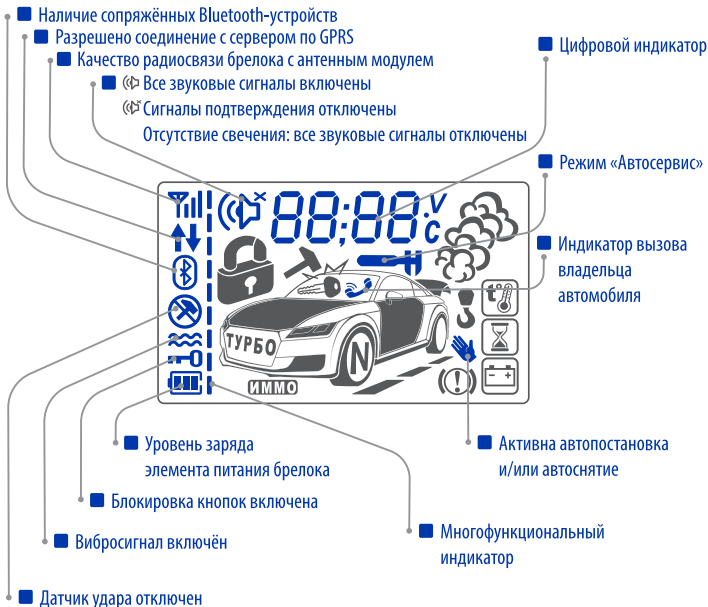 Наличие сопряжённых Bluetooth-устройств
Разрешено соединение с сервером по GPRS
Качество радиосвязи брелока с антенным модулем
Все звуковые сигналы включены
Сигналы подтверждения отключены
Отсутствие свечения: все звуковые сигналы отключены
Цифровой индикатор
Режим «Автосервис»
Индикатор вызова
владельца
автомобиля
88:88 V
C
t°
ТУРБО
N
ИММО
Уровень заряда
элемента питания брелока
Блокировка кнопок включена
Вибросигнал включён
Датчик удара отключен
Активна автопостановка
и/или автоснятие
Многофункциональный
индикатор